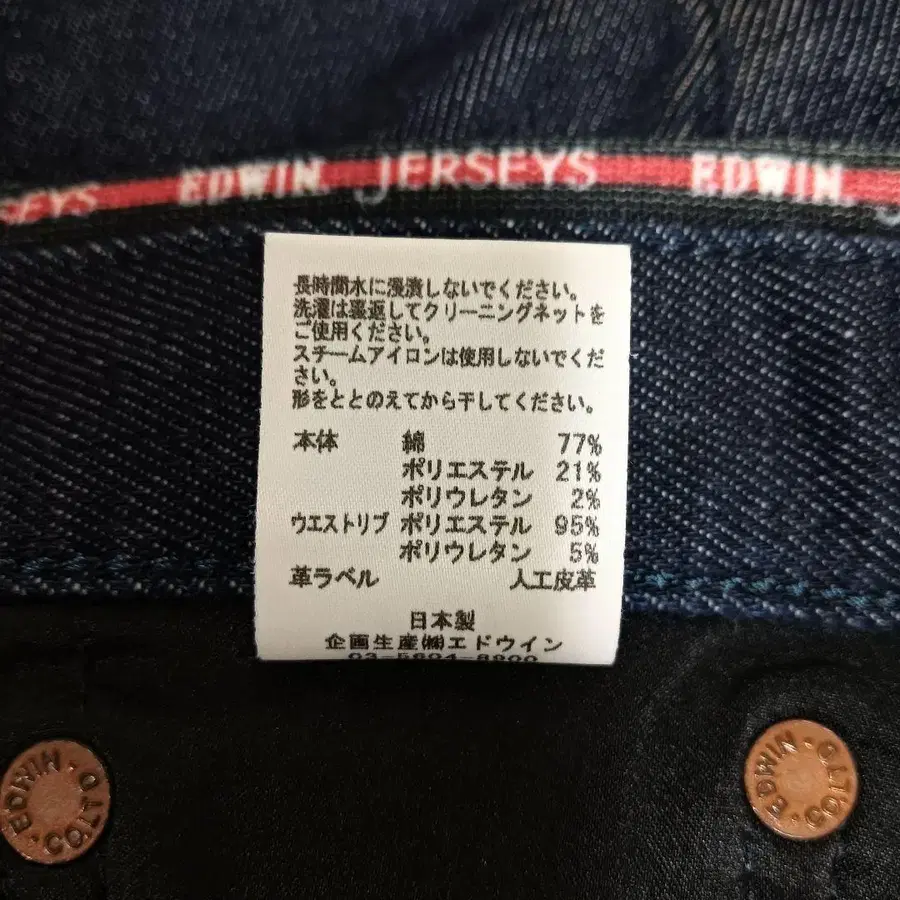 SEYS EDWIN JERSEYS EDWIN J
長時間水に浸漬しないでください。
洗濯は裏返してクリーニングネットを
ご使用ください。
スチームアイロンは使用しないでくだ
さい。
形をととのえてから干してください。
本体 綿 77%
ポリエステル 21%
ポリウレタン 2%
ウエストリブ ポリエステル 95%
ポリウレタン 5%
革ラベル 人工皮革
日本製
企画生産㈱エドウイン
03-5604-8900
EDWIN・CO.LTD・
EDWIN・CO.LTD・